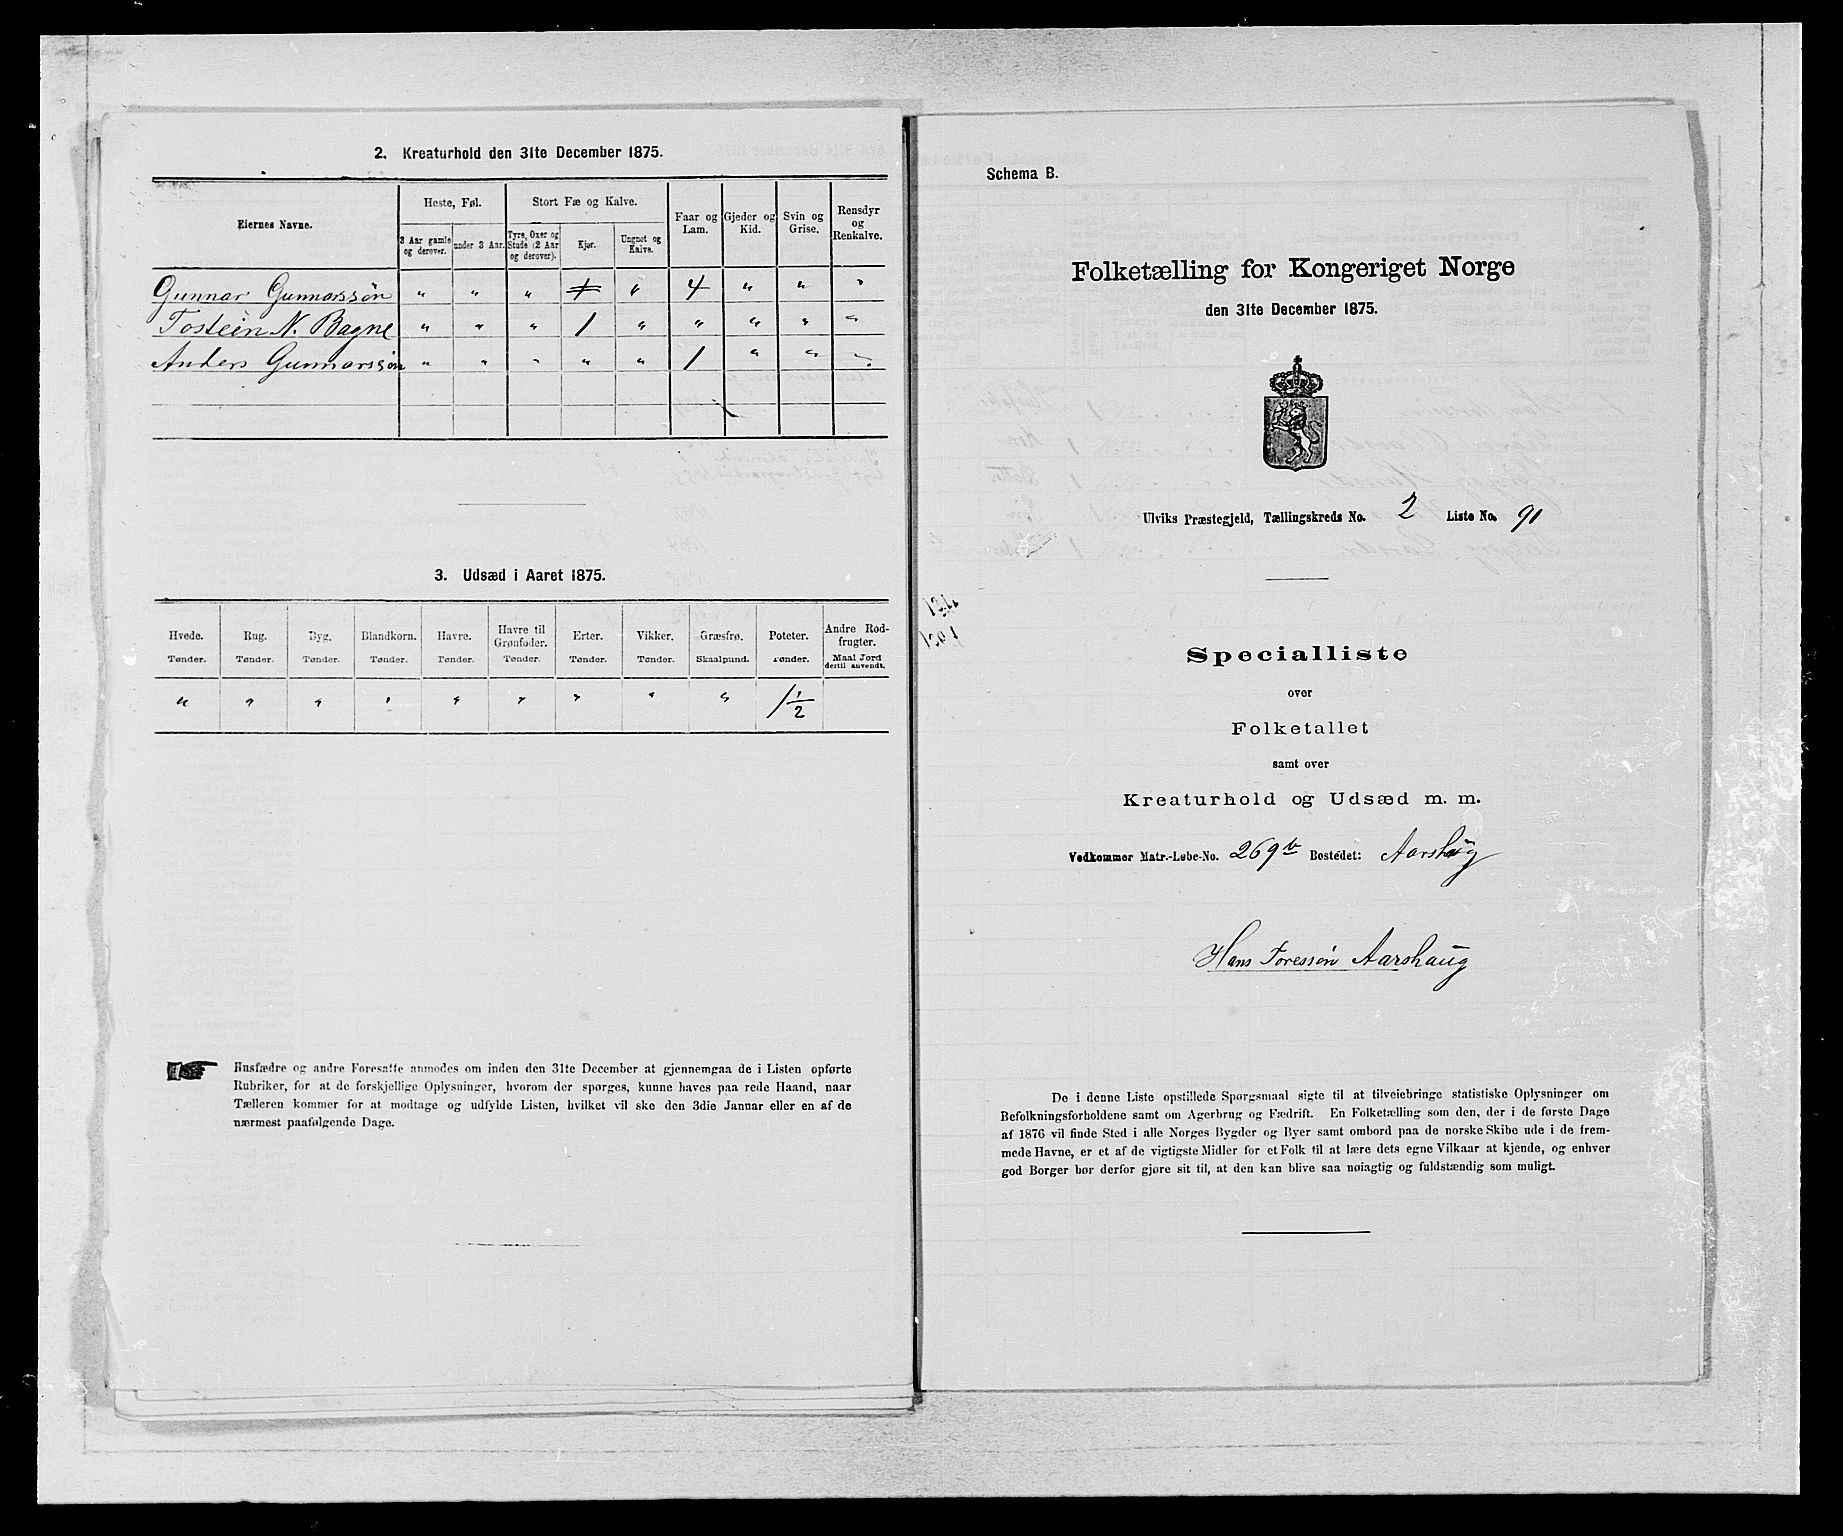 2. Kreaturhold den 31te December 1875.
Eiernes Navne.
Heste, Føl.
Stort Fæ og Kalve.
Faar og Lam.
Gjeder og Kid.
Svin og Grise.
Rensdyr og Renkalve.
3 Aar gamle og derover.
under 3 Aar.
Tyre, Oxer og Stude (2 Aar og derover).
Kjør.
Ungnøt og Kalve.
Gunnar Gunnarssøn " " " " 4 " " "
Tostein N. Bagne " " " 1 " " " " "
Anders Gunnarssøn " " " " " 1 " " "
3. Udsæd i Aaret 1875.
Hvede. Rug. Byg. Blandkorn. Havre. Havre til Grønfoder. Erter. Vikker. Græsfrø. Poteter. Andre Rodfrugter.
Tønder. Tønder. Tønder. Tønder. Tønder. Tønder. Tønder. Tønder. Skaalpund. Tønder. Maal Jord dertil anvendt.
" " " " " " " " " 1 1/2
Husfædre og andre Foresatte anmodes om inden den 31te December at gjennemgaa de i Listen opførte
Rubriker, for at de forskjellige Oplysninger, hvorom der spørges, kunne haves paa rede Haand, naar
Tælleren kommer for at modtage og udfylde Listen, hvilket vil ske den 3die Januar eller en af de
nærmest paafølgende Dage.
Schema B.
Folketælling for Kongeriget Norge
den 31te December 1875.
Ulviks Præstegjeld, Tællingskreds No. 2 Liste No. 91
Specialliste
over
Folketallet
samt over
Kreaturhold og Udsæd m. m.
Vedkommer Matr.-Løbe-No. 269b Bostedet: Aarshøg
Hans Toressøn Aarshaug
De i denne Liste opstillede Spørgsmaal sigte til at tilveiebringe statistiske Oplysninger om
Befolkningsforholdene samt om Agerbrug og Fædrift. En Folketælling som den, der i de første Dage
af 1876 vil finde Sted i alle Norges Bygder og Byer samt ombord paa de norske Skibe ude i de frem-
mede Havne, er et af de vigtigste Midler for et Folk til at lære dets egne Vilkaar at kjende, og enhver
god Borger bør derfor gjøre sit til, at den kan blive saa nøiagtig og fuldstændig som muligt.